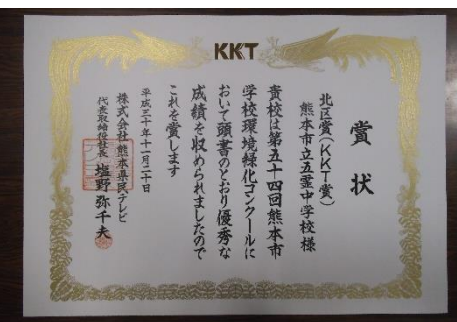 KKT
賞状
北区賞(KKT賞)
熊本市立五霊中学校様
貴校は第五十四回熊本市
学校環境緑化コンクールに
おいて頭書のとおり優秀な
成績を収められましたので
これを賞します
平成三十年十一月二十日
株式会社熊本県民テレビ
代表取締役社長 塩野弥千夫